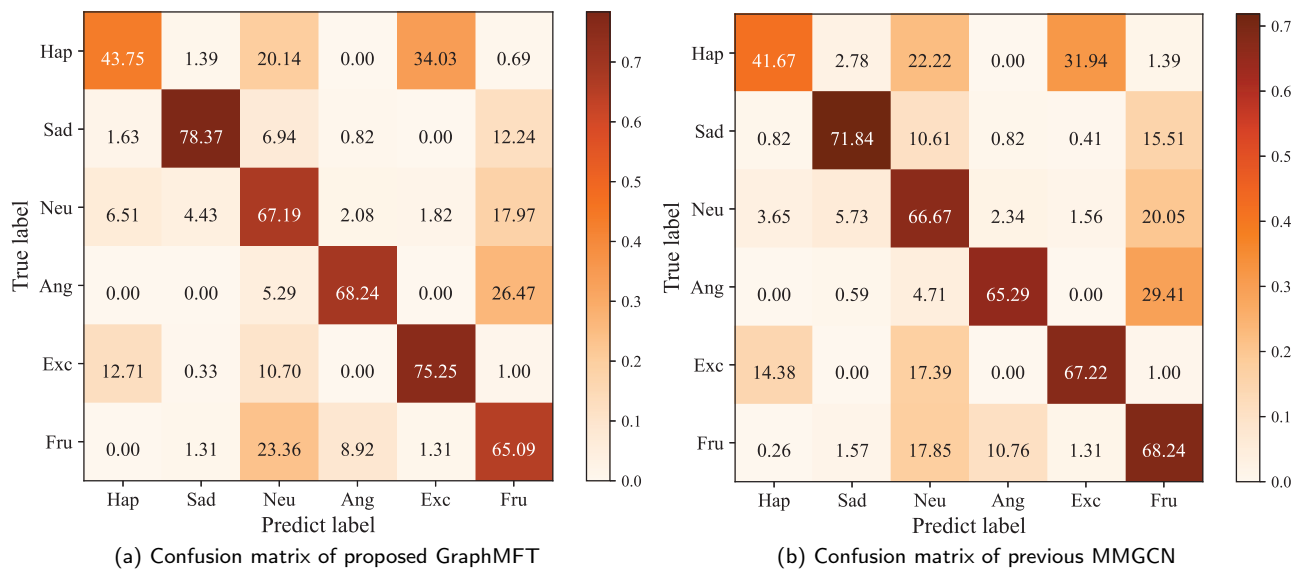 Hap 43.75 1.39 20.14 0.00 34.03 0.69
Sad 1.63 78.37 6.94 0.82 0.00 12.24
Neu 6.51 4.43 67.19 2.08 1.82 17.97
Ang 0.00 0.00 5.29 68.24 0.00 26.47
Exc 12.71 0.33 10.70 0.00 75.25 1.00
Fru 0.00 1.31 23.36 8.92 1.31 65.09
Hap Sad Neu Ang Exc Fru
True label
Predict label
0.7
0.6
0.5
0.4
0.3
0.2
0.1
0.0
(a) Confusion matrix of proposed GraphMFT
Hap 41.67 2.78 22.22 0.00 31.94 1.39
Sad 0.82 71.84 10.61 0.82 0.41 15.51
Neu 3.65 5.73 66.67 2.34 1.56 20.05
Ang 0.00 0.59 4.71 65.29 0.00 29.41
Exc 14.38 0.00 17.39 0.00 67.22 1.00
Fru 0.26 1.57 17.85 10.76 1.31 68.24
Hap Sad Neu Ang Exc Fru
True label
Predict label
0.7
0.6
0.5
0.4
0.3
0.2
0.1
0.0
(b) Confusion matrix of previous MMGCN